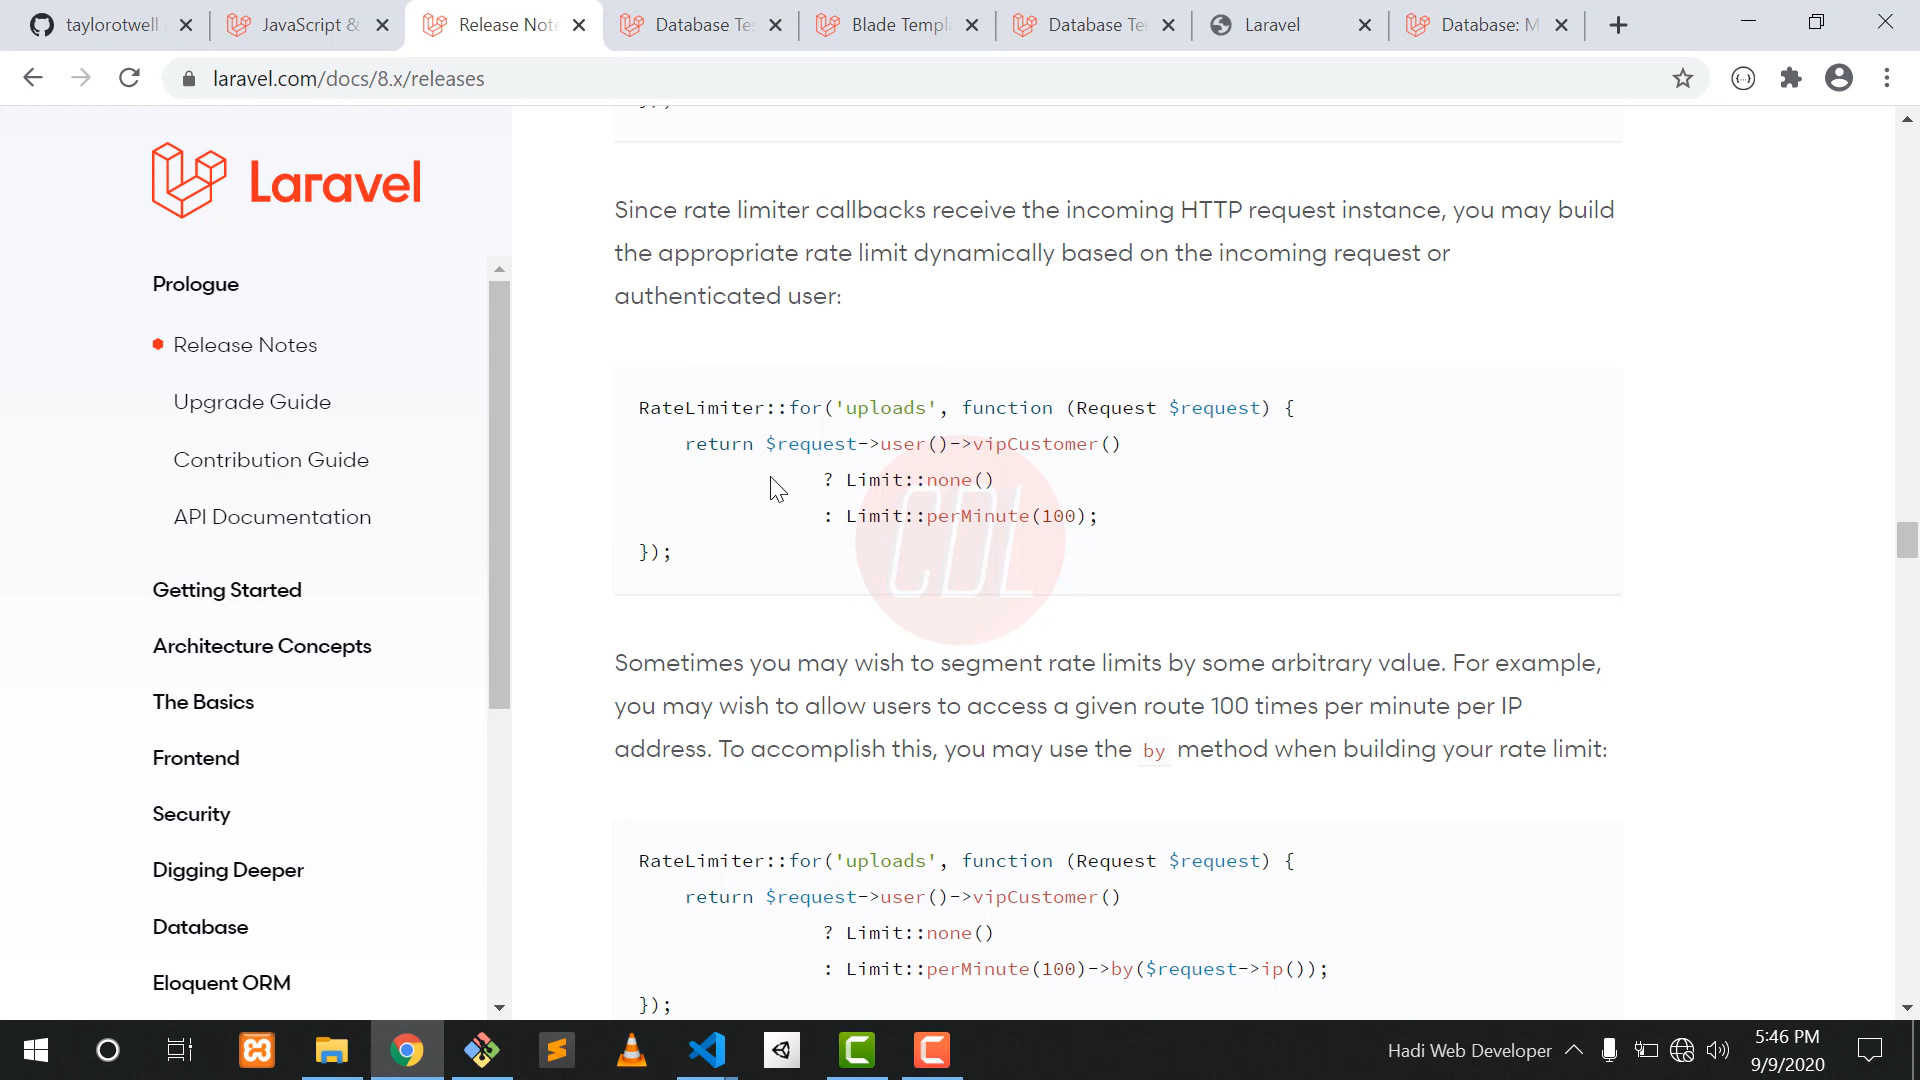 taylorotwell
JavaScript &
Release Note
Database Te
Blade Templ
Database Te
Laravel
Database: M
laravel.com/docs/8.x/releases
Laravel
Prologue
Release Notes
Upgrade Guide
Contribution Guide
API Documentation
Getting Started
Architecture Concepts
The Basics
Frontend
Security
Digging Deeper
Database
Eloquent ORM
Since rate limiter callbacks receive the incoming HTTP request instance, you may build
the appropriate rate limit dynamically based on the incoming request or
authenticated user:
RateLimiter::for('uploads', function (Request $request) {
return $request->user()->vipCustomer()
? Limit::none()
: Limit::perMinute(100);
});
CDL
Sometimes you may wish to segment rate limits by some arbitrary value. For example,
you may wish to allow users to access a given route 100 times per minute per IP
address. To accomplish this, you may use the by method when building your rate limit:
RateLimiter::for('uploads', function (Request $request) {
return $request->user()->vipCustomer()
? Limit::none()
: Limit::perMinute(100)->by($request->ip());
});
Hadi Web Developer
5:46 PM
9/9/2020